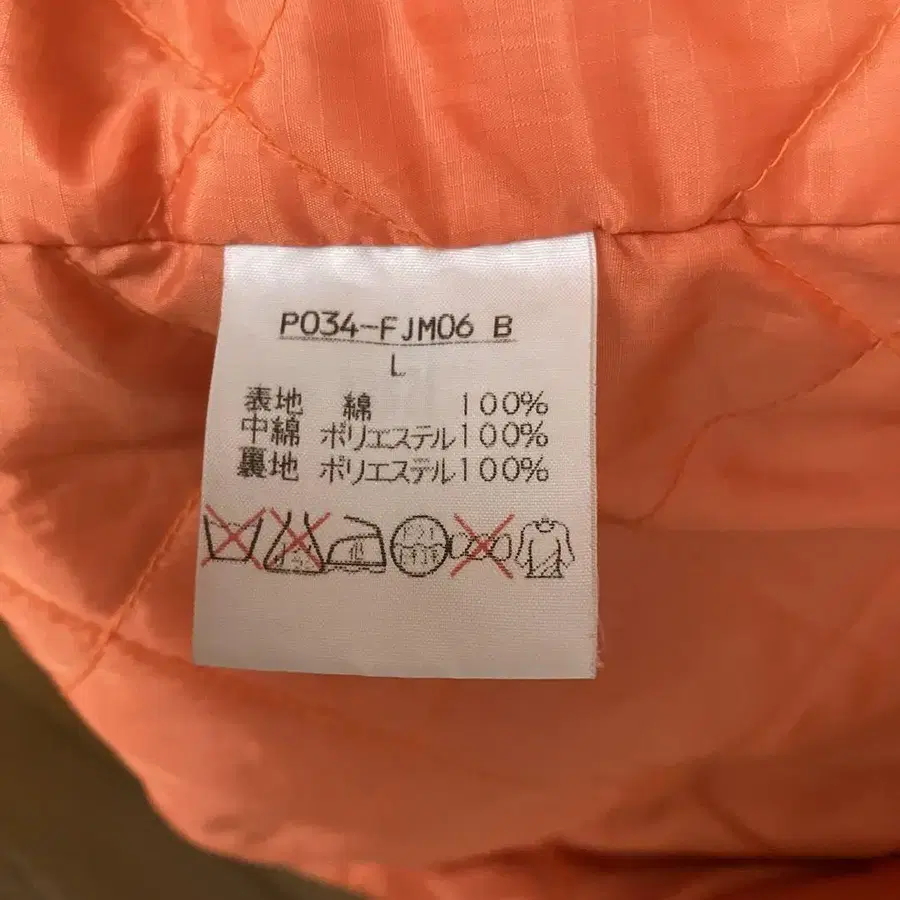 P034-FJM06 B
L
表地 綿 100%
中綿 ポリエステル100%
裏地 ポリエステル100%